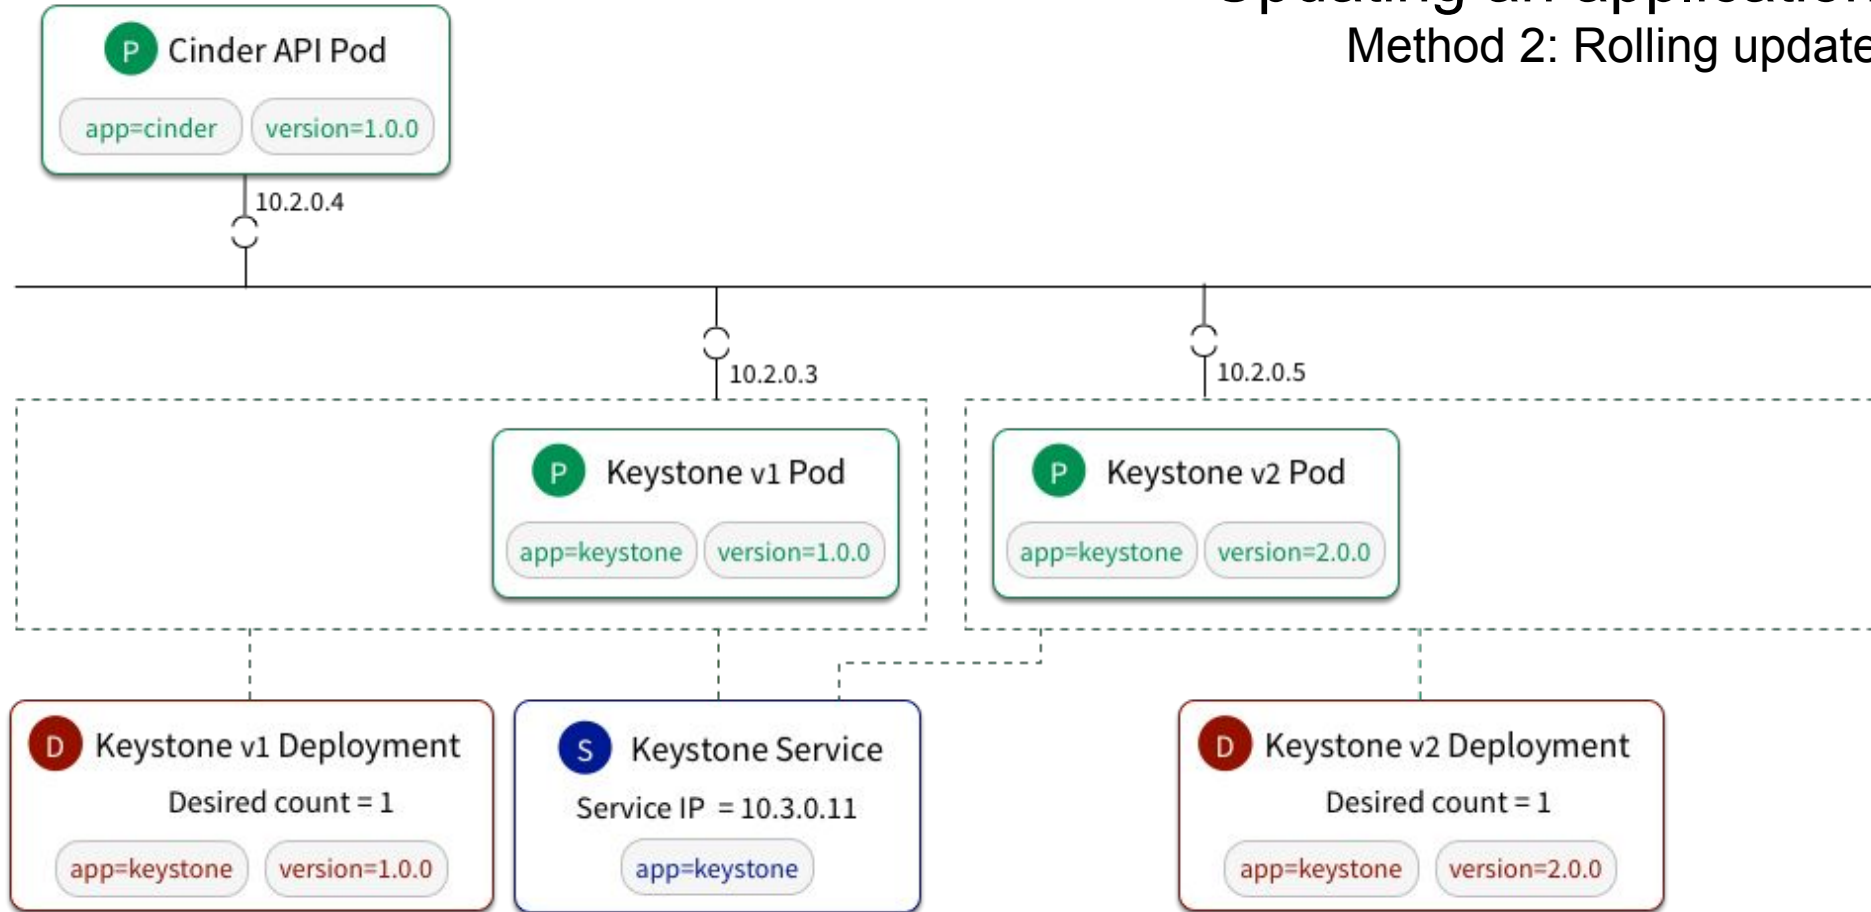 Updating an application
Method 2: Rolling update
P Cinder API Pod
app=cinder version=1.0.0
10.2.0.4
10.2.0.3
10.2.0.5
P Keystone v1 Pod
app=keystone version=1.0.0
P Keystone v2 Pod
app=keystone version=2.0.0
D Keystone v1 Deployment
Desired count = 1
app=keystone version=1.0.0
S Keystone Service
Service IP = 10.3.0.11
app=keystone
D Keystone v2 Deployment
Desired count = 1
app=keystone version=2.0.0